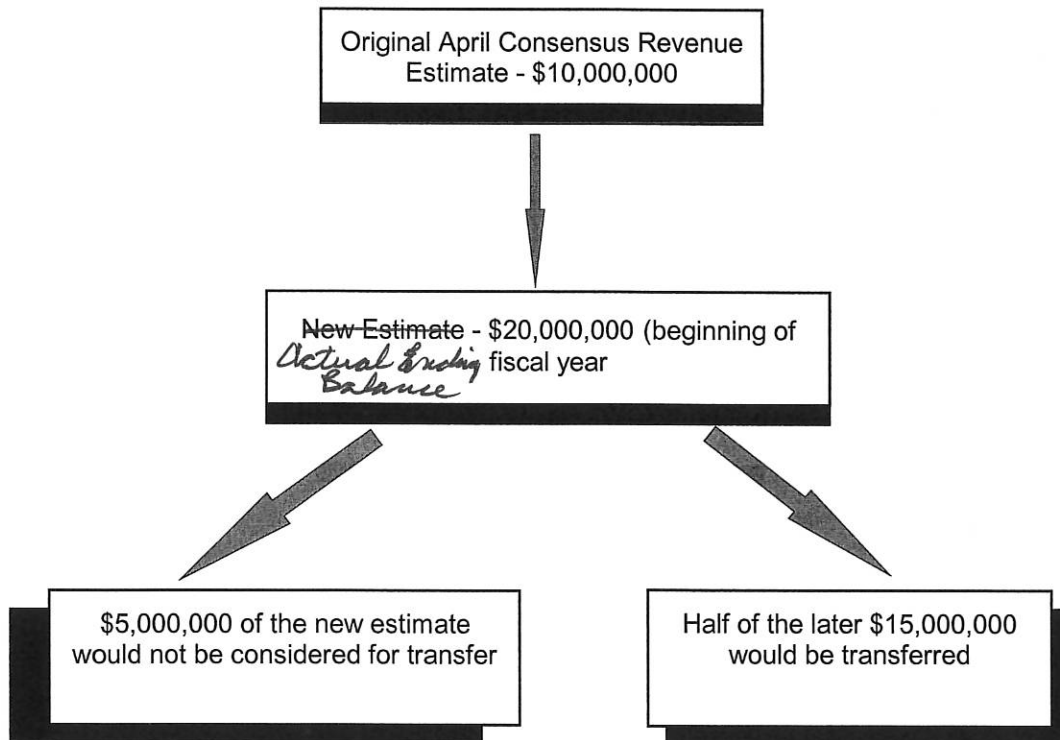 Original April Consensus Revenue
Estimate - $10,000,000
New Estimate - $20,000,000 (beginning of
Actual Ending fiscal year
Balance
$5,000,000 of the new estimate
would not be considered for transfer
Half of the later $15,000,000
would be transferred